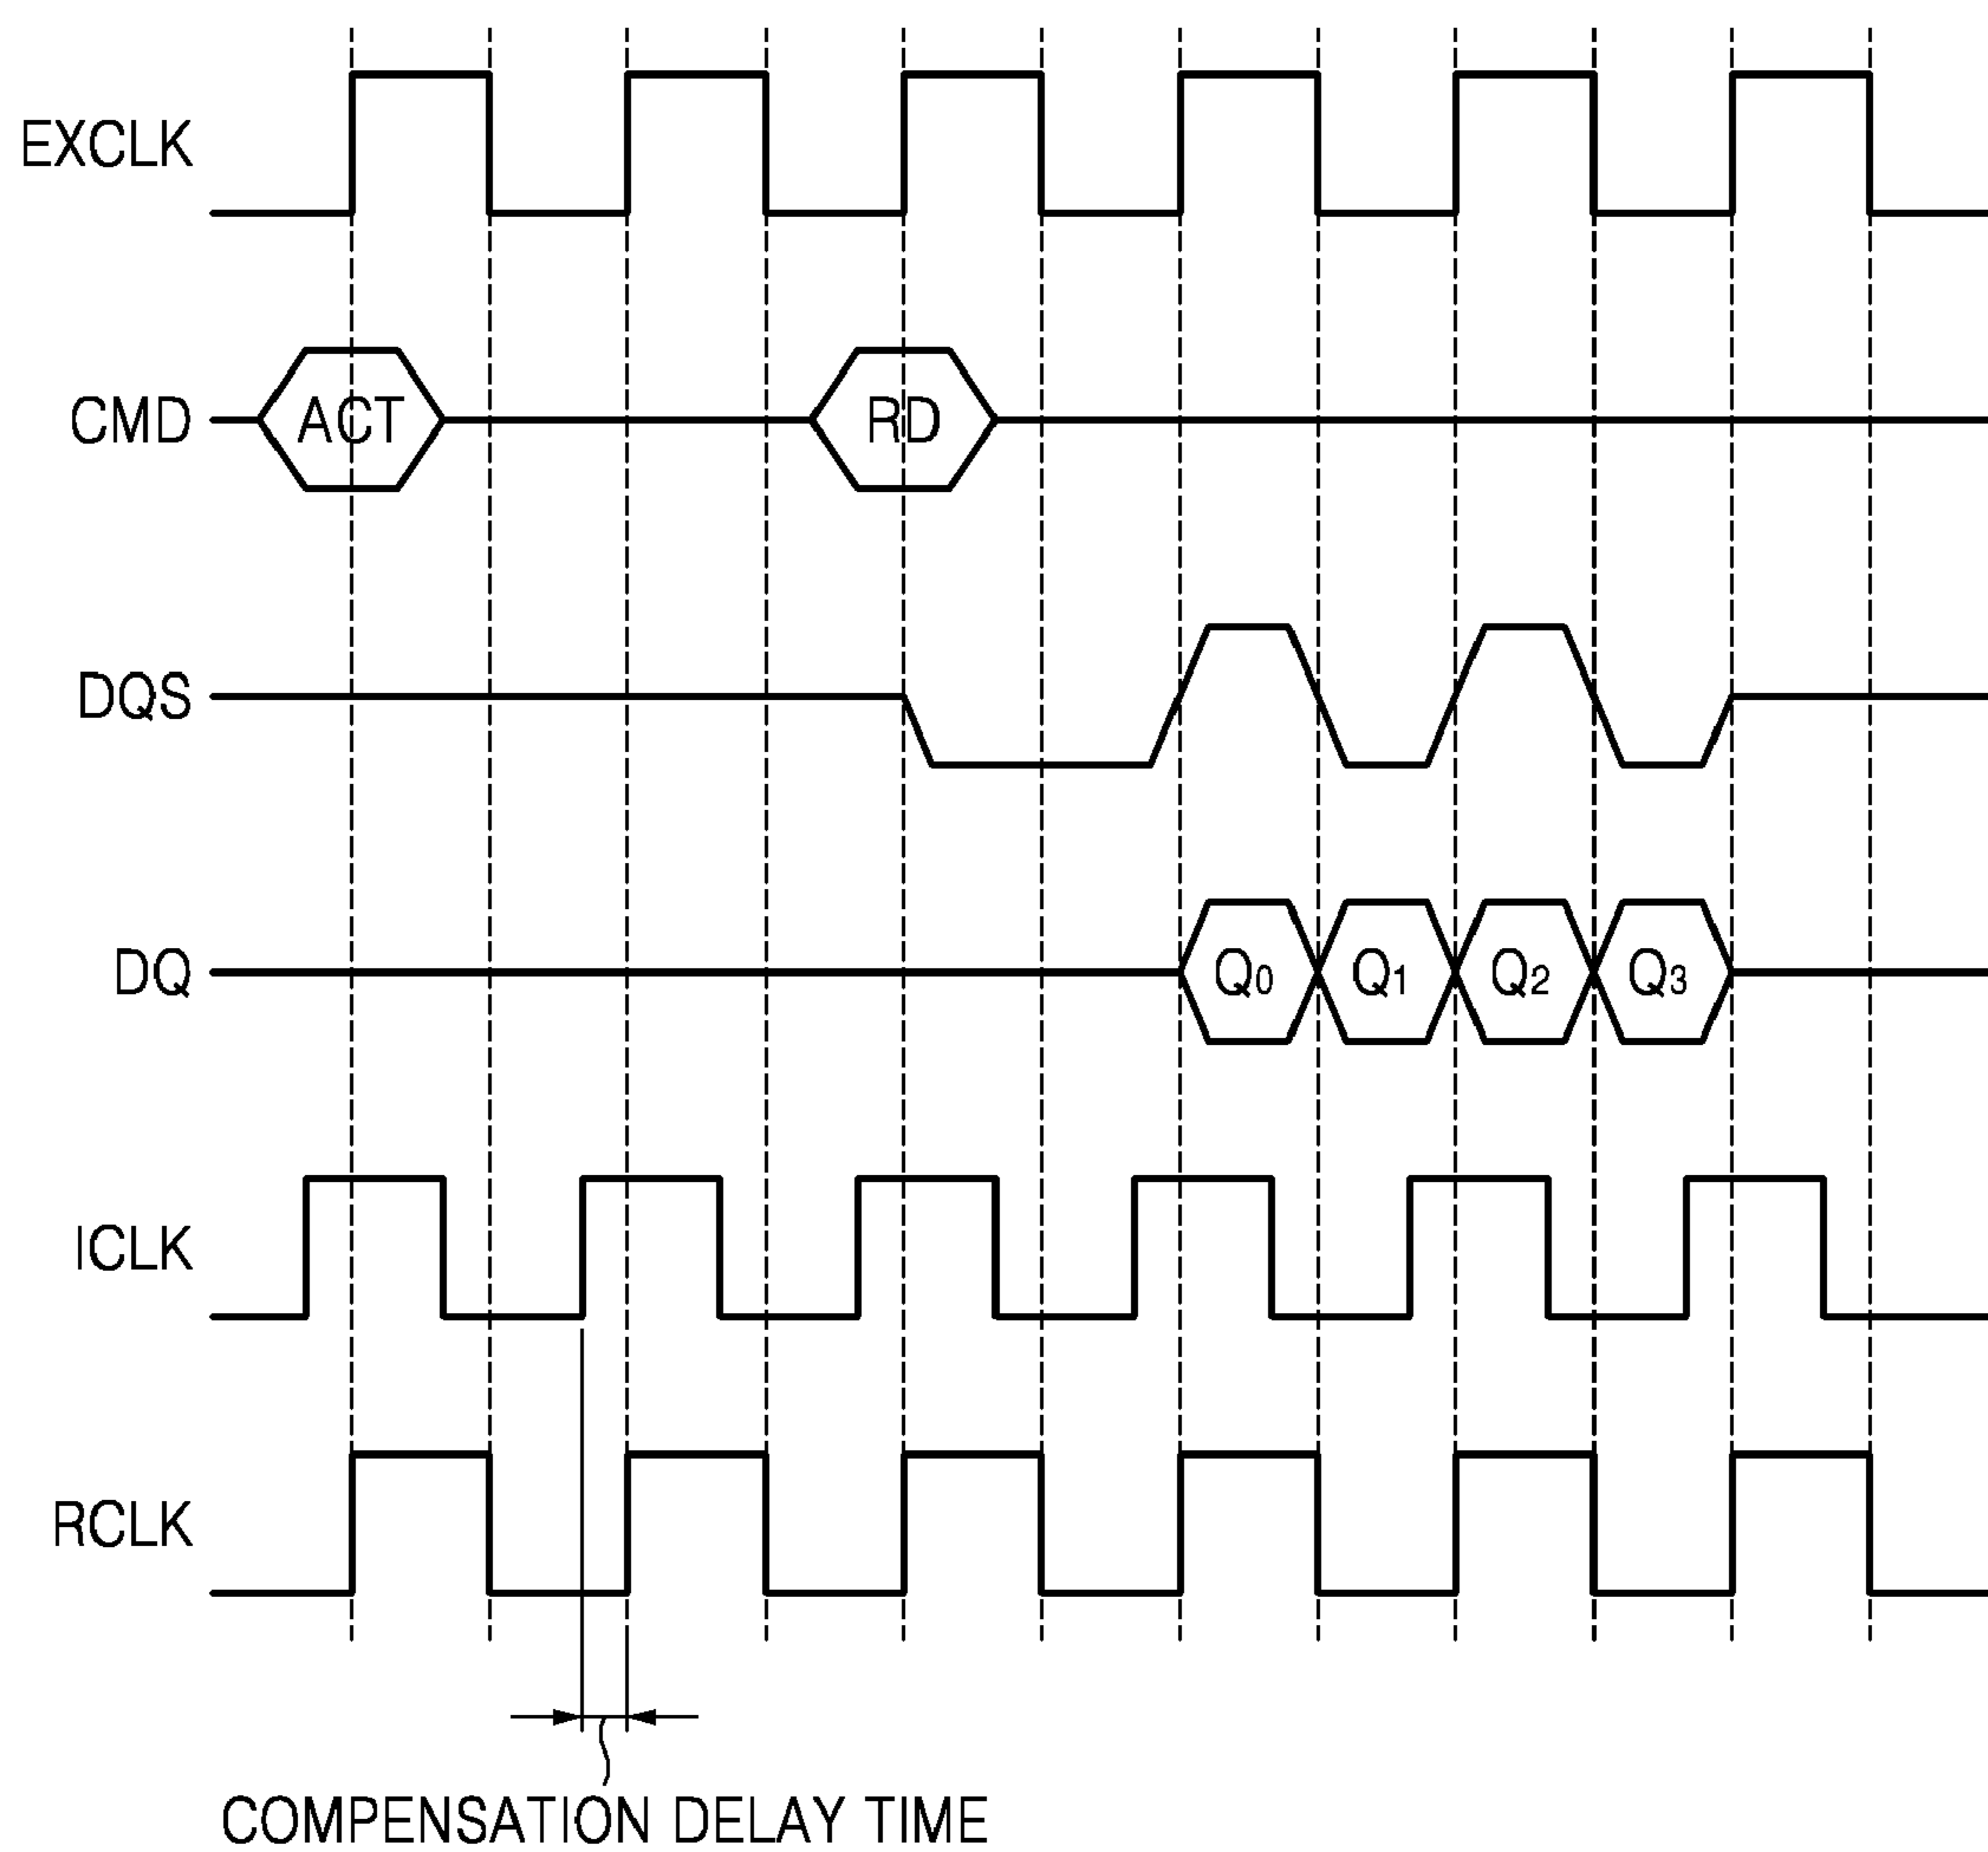 EXCLK
CMD ACT RD
DQS
DQ Q0 Q1 Q2 Q3
ICLK
RCLK
COMPENSATION DELAY TIME